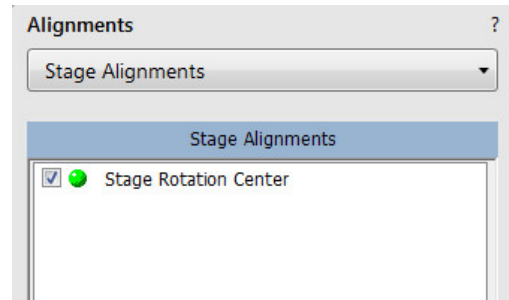 Alignments ?
Stage Alignments
Stage Alignments
Stage Rotation Center